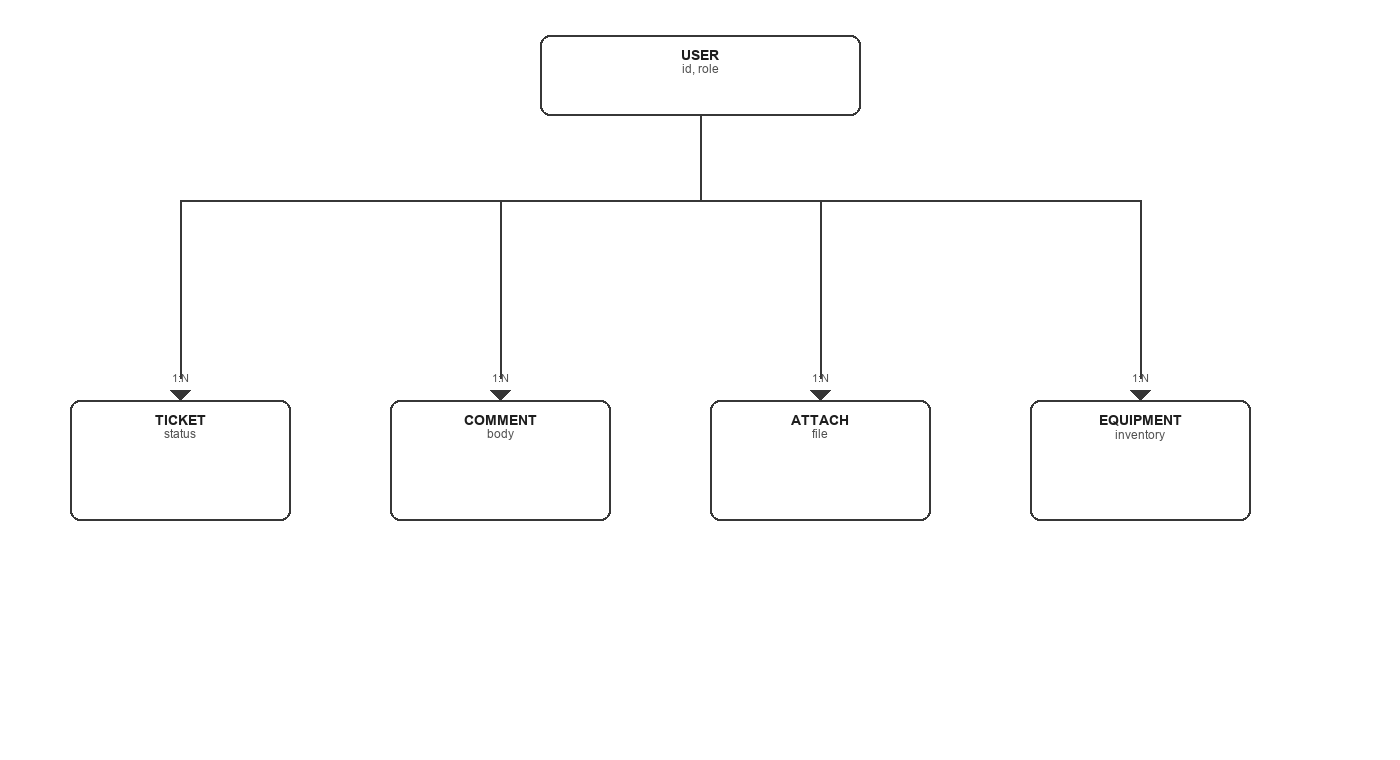 USER
id, role
1:N
1:N
1:N
1:N
TICKET
status
COMMENT
body
ATTACH
file
EQUIPMENT
inventory